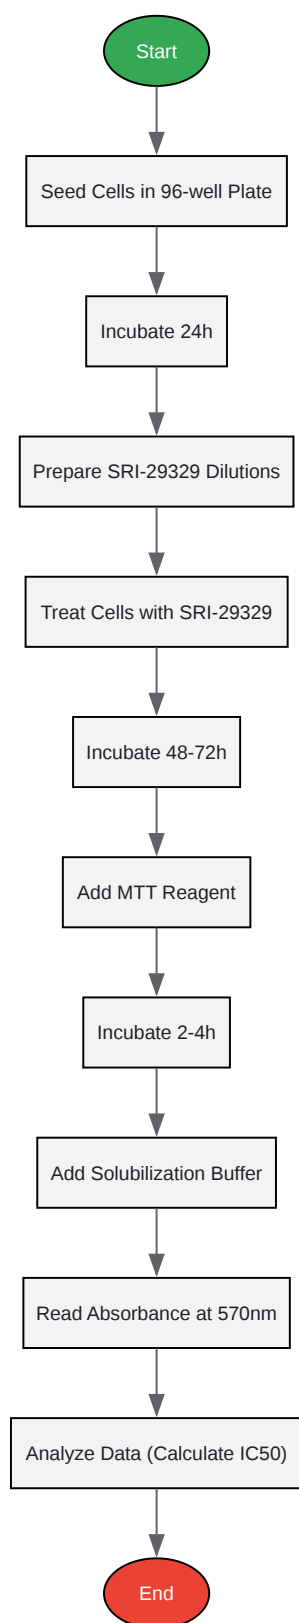 Start
Seed Cells in 96-well Plate
Incubate 24h
Prepare SRI-29329 Dilutions
Treat Cells with SRI-29329
Incubate 48-72h
Add MTT Reagent
Incubate 2-4h
Add Solubilization Buffer
Read Absorbance at 570nm
Analyze Data (Calculate IC50)
End